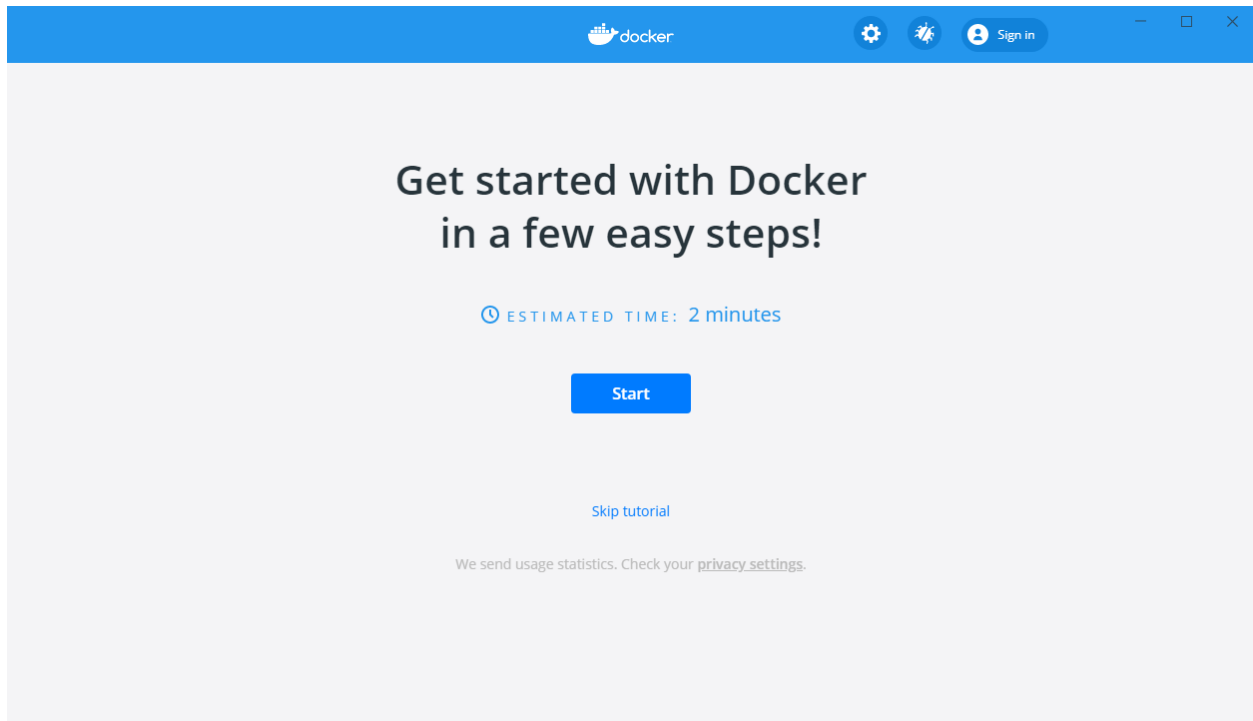 docker
Sign in
Get started with Docker
in a few easy steps!
ESTIMATED TIME: 2 minutes
Start
Skip tutorial
We send usage statistics. Check your privacy settings.